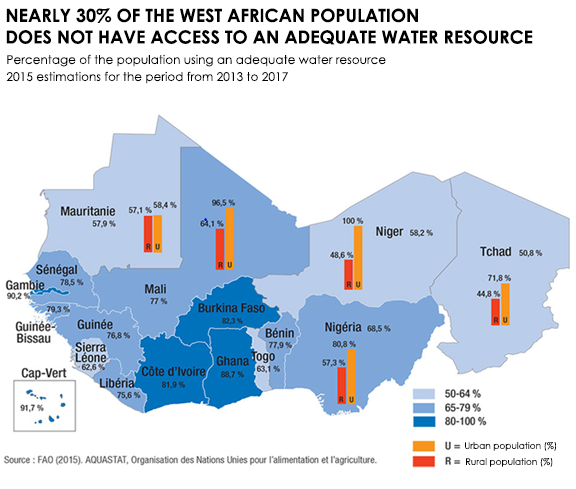 NEARLY 30% OF THE WEST AFRICAN POPULATION
DOES NOT HAVE ACCESS TO AN ADEQUATE WATER RESOURCE
Percentage of the population using an adequate water resource
2015 estimations for the period from 2013 to 2017
Mauritanie
57,9 %
57,1 %
58,4 %
R U
96,5 %
64,1 %
R U
Mali
77 %
100 %
48,6 %
R U
Niger 58,2 %
Tchad 50,8 %
71,8 %
44,8 %
R U
Sénégal
78,5 %
Gambie
90,2 %
79,3 %
Guinée-
Bissau
Guinée
76,8 %
Sierra
Léone
62,6 %
Libéria
75,6 %
Côte d'Ivoire
81,9 %
Burkina Faso
82,3 %
Ghana
88,7 %
Togo
63,1 %
Bénin
77,9 %
Nigéria 68,5 %
80,8 %
57,3 %
R U
Cap-Vert
91,7 %
50-64 %
65-79 %
80-100 %
U = Urban population (%)
R = Rural population (%)
Source : FAO (2015). AQUASTAT, Organisation des Nations Unies pour l'alimentation et l'agriculture.